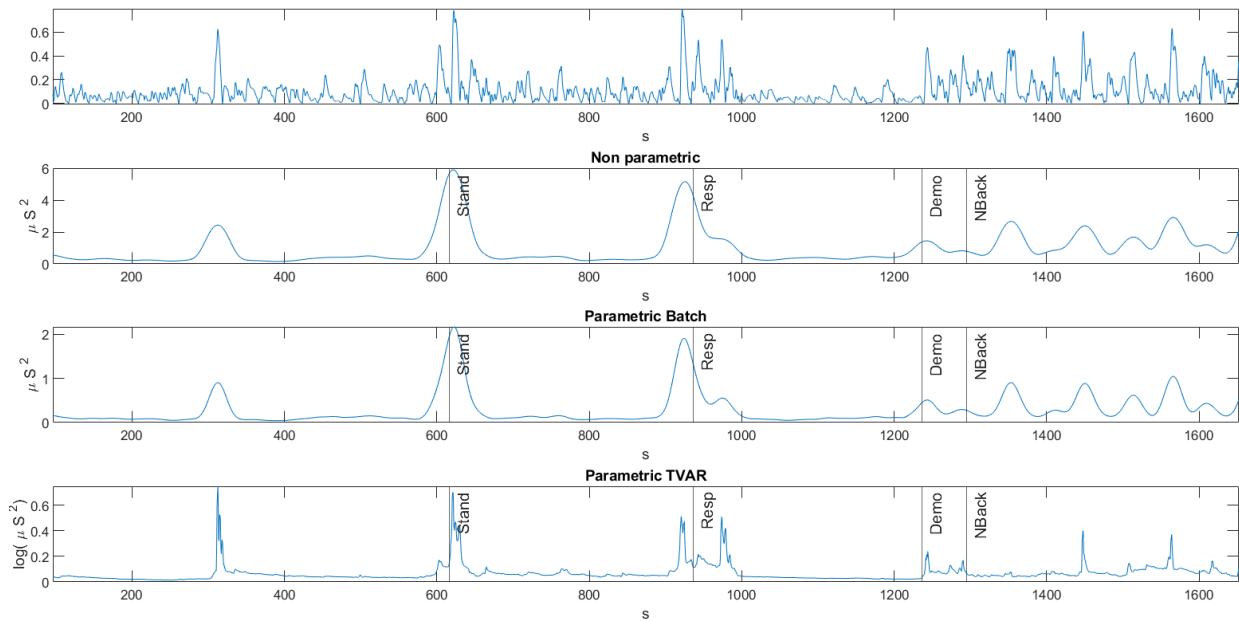 0.6
0.4
0.2
0
200 400 600 800 1000 1200 1400 1600
s
Non parametric
6
4
2
0
μ S 2
Stand
Resp
Demo
NBack
200 400 600 800 1000 1200 1400 1600
s
Parametric Batch
2
1
0
μ S 2
Stand
Resp
Demo
NBack
200 400 600 800 1000 1200 1400 1600
s
Parametric TVAR
0.6
0.4
0.2
0
log( μ S 2)
Stand
Resp
Demo
NBack
200 400 600 800 1000 1200 1400 1600
s